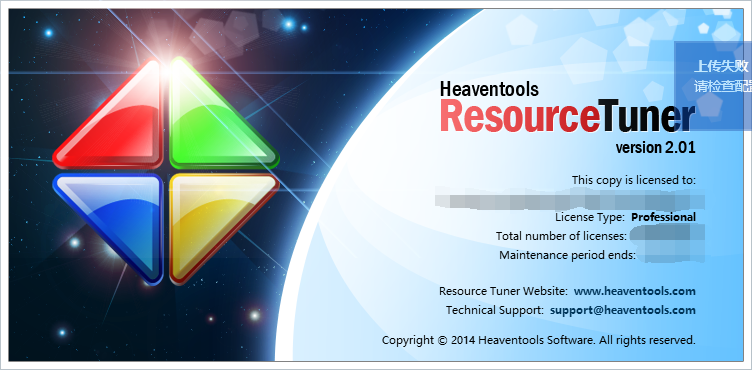 上传失败
请检查配
Heaventools
ResourceTuner
version 2.01
This copy is licensed to:
License Type: Professional
Total number of licenses:
Maintenance period ends:
Resource Tuner Website: www.heaventools.com
Technical Support: support@heaventools.com
Copyright © 2014 Heaventools Software. All rights reserved.